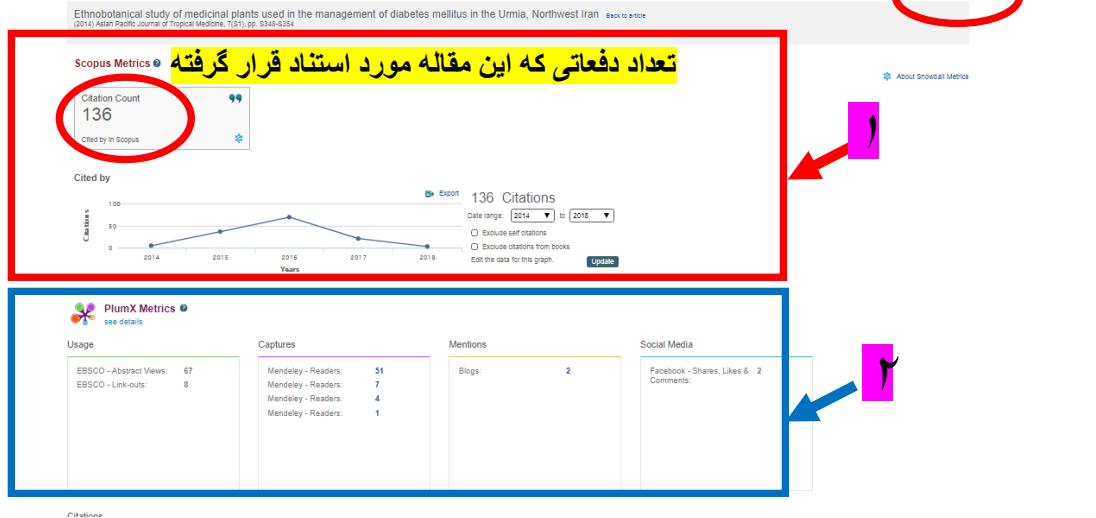 Ethnobotanical study of medicinal plants used in the management of diabetes mellitus in the Urmia, Northwest Iran Back to article
(2014) Asian Pacific Journal of Tropical Medicine, 7(S1), pp. S348-S354
Scopus Metrics
تعداد دفعاتی که این مقاله مورد استناد قرار گرفته
About Snowball Metrics
Citation Count
136
Cited by in Scopus
۱
Cited by
Export
136 Citations
Date range: 2014 to 2018
Exclude self citations
Exclude citations from books
Edit the data for this graph. Update
Citations
100
50
0
2014 2015 2016 2017 2018
Years
PlumX Metrics
see details
۲
Usage
EBSCO - Abstract Views: 67
EBSCO - Link-outs: 8
Captures
Mendeley - Readers: 51
Mendeley - Readers: 7
Mendeley - Readers: 4
Mendeley - Readers: 1
Mentions
Blogs: 2
Social Media
Facebook - Shares, Likes & 2
Comments:
Citations